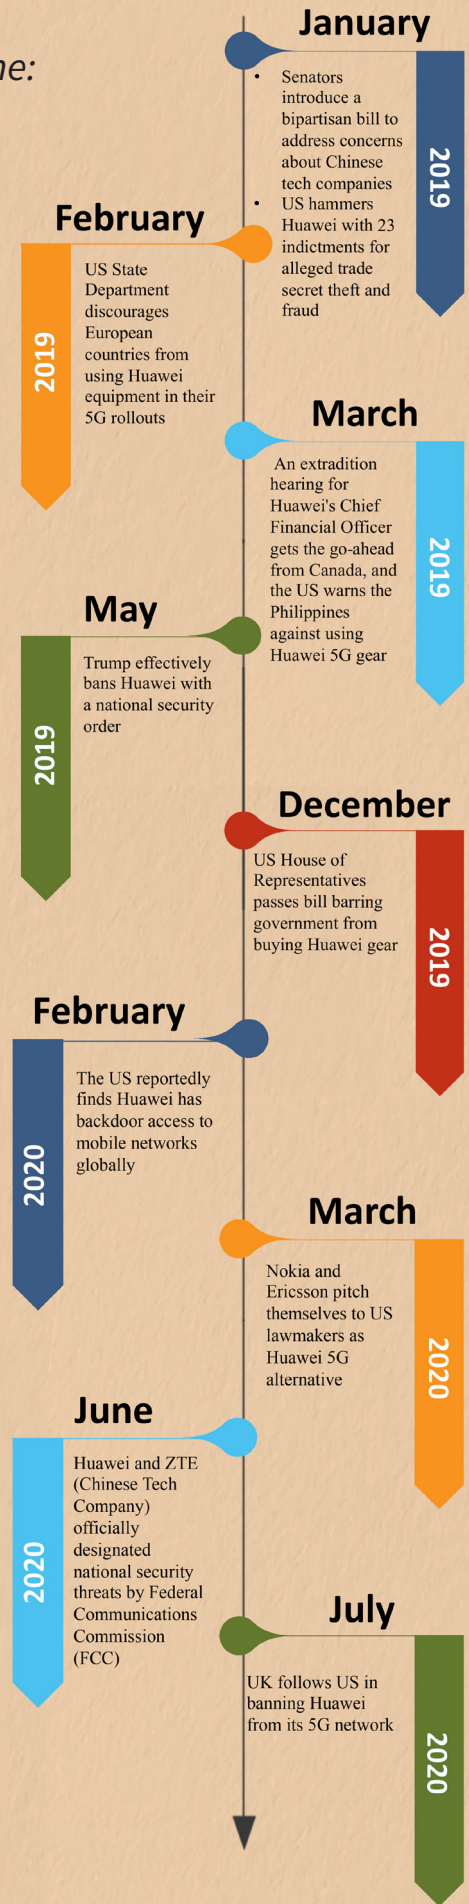 ne:
January
2019
• Senators
introduce a
bipartisan bill to
address concerns
about Chinese
tech companies
• US hammers
Huawei with 23
indictments for
alleged trade
secret theft and
fraud
February
2019
US State
Department
discourages
European
countries from
using Huawei
equipment in their
5G rollouts
March
2019
An extradition
hearing for
Huawei's Chief
Financial Officer
gets the go-ahead
from Canada, and
the US warns the
Philippines
against using
Huawei 5G gear
May
2019
Trump effectively
bans Huawei with
a national security
order
December
2019
US House of
Representatives
passes bill barring
government from
buying Huawei gear
February
2020
The US reportedly
finds Huawei has
backdoor access to
mobile networks
globally
March
2020
Nokia and
Ericsson pitch
themselves to US
lawmakers as
Huawei 5G
alternative
June
2020
Huawei and ZTE
(Chinese Tech
Company)
officially
designated
national security
threats by Federal
Communications
Commission
(FCC)
July
2020
UK follows US in
banning Huawei
from its 5G network